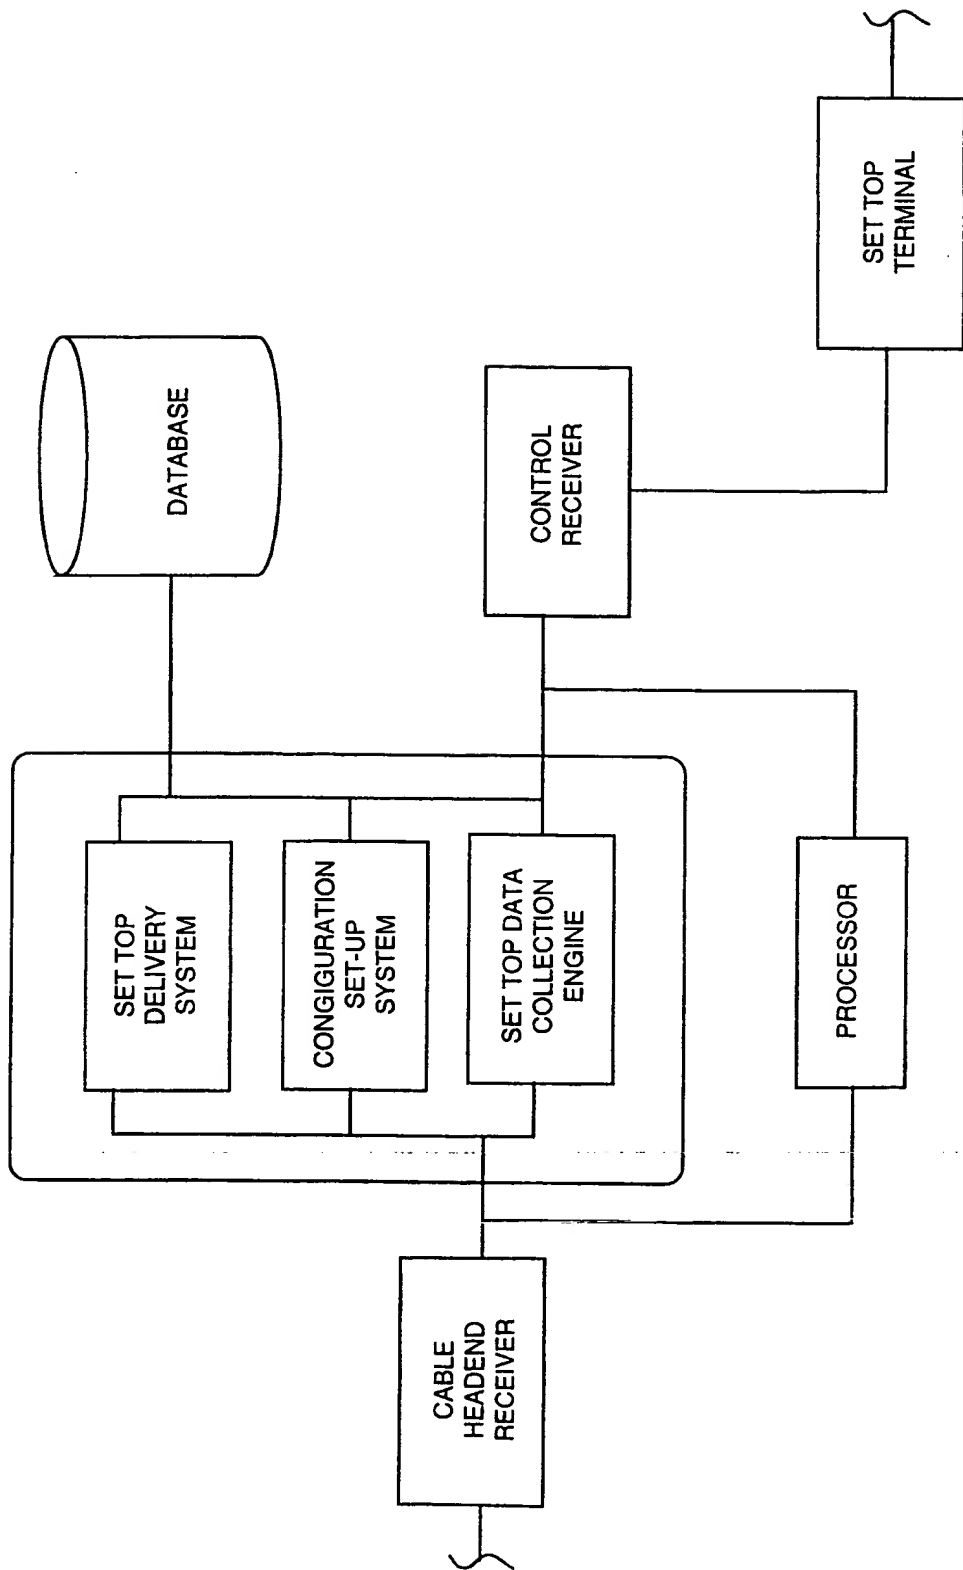 CABLE
HEADEND
RECEIVER
SET TOP
DELIVERY
SYSTEM
CONGIGURATION
SET-UP
SYSTEM
SET TOP DATA
COLLECTION
ENGINE
PROCESSOR
DATABASE
CONTROL
RECEIVER
SET TOP
TERMINAL